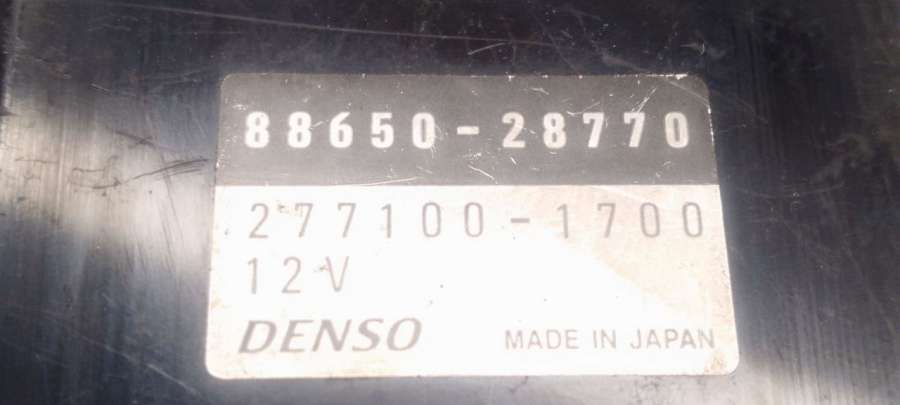 88650-28770
277100-1700
12V
DENSO MADE IN JAPAN